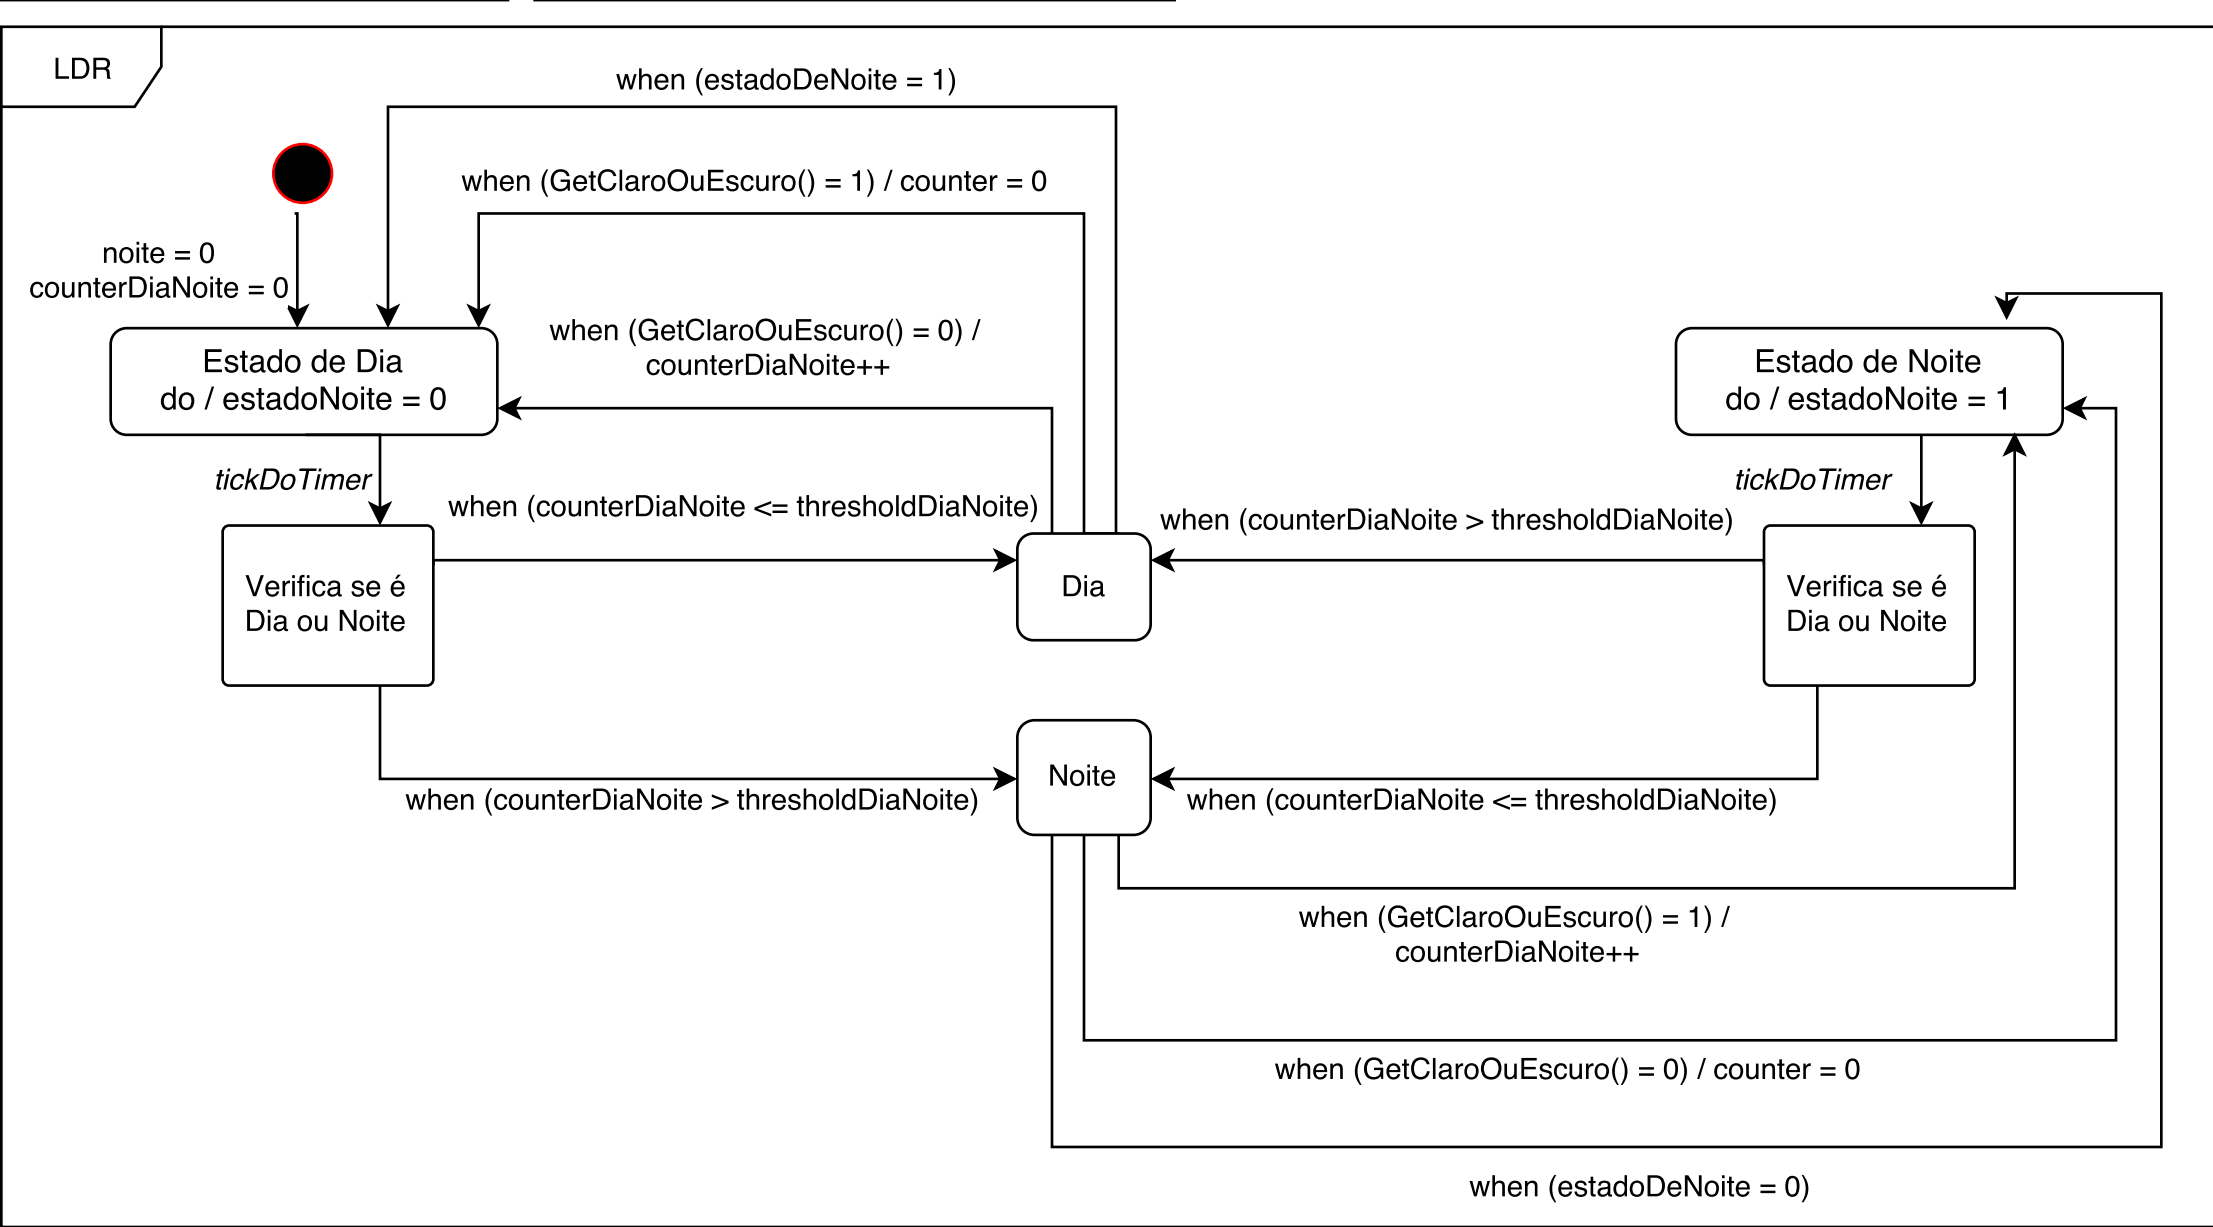 LDR
when (estadoDeNoite = 1)
when (GetClaroOuEscuro() = 1) / counter = 0
noite = 0
counterDiaNoite = 0
when (GetClaroOuEscuro() = 0) /
counterDiaNoite++
Estado de Dia
do / estadoNoite = 0
Estado de Noite
do / estadoNoite = 1
tickDoTimer
tickDoTimer
when (counterDiaNoite <= thresholdDiaNoite)
when (counterDiaNoite > thresholdDiaNoite)
Verifica se é
Dia ou Noite
Dia
Verifica se é
Dia ou Noite
Noite
when (counterDiaNoite > thresholdDiaNoite)
when (counterDiaNoite <= thresholdDiaNoite)
when (GetClaroOuEscuro() = 1) /
counterDiaNoite++
when (GetClaroOuEscuro() = 0) / counter = 0
when (estadoDeNoite = 0)